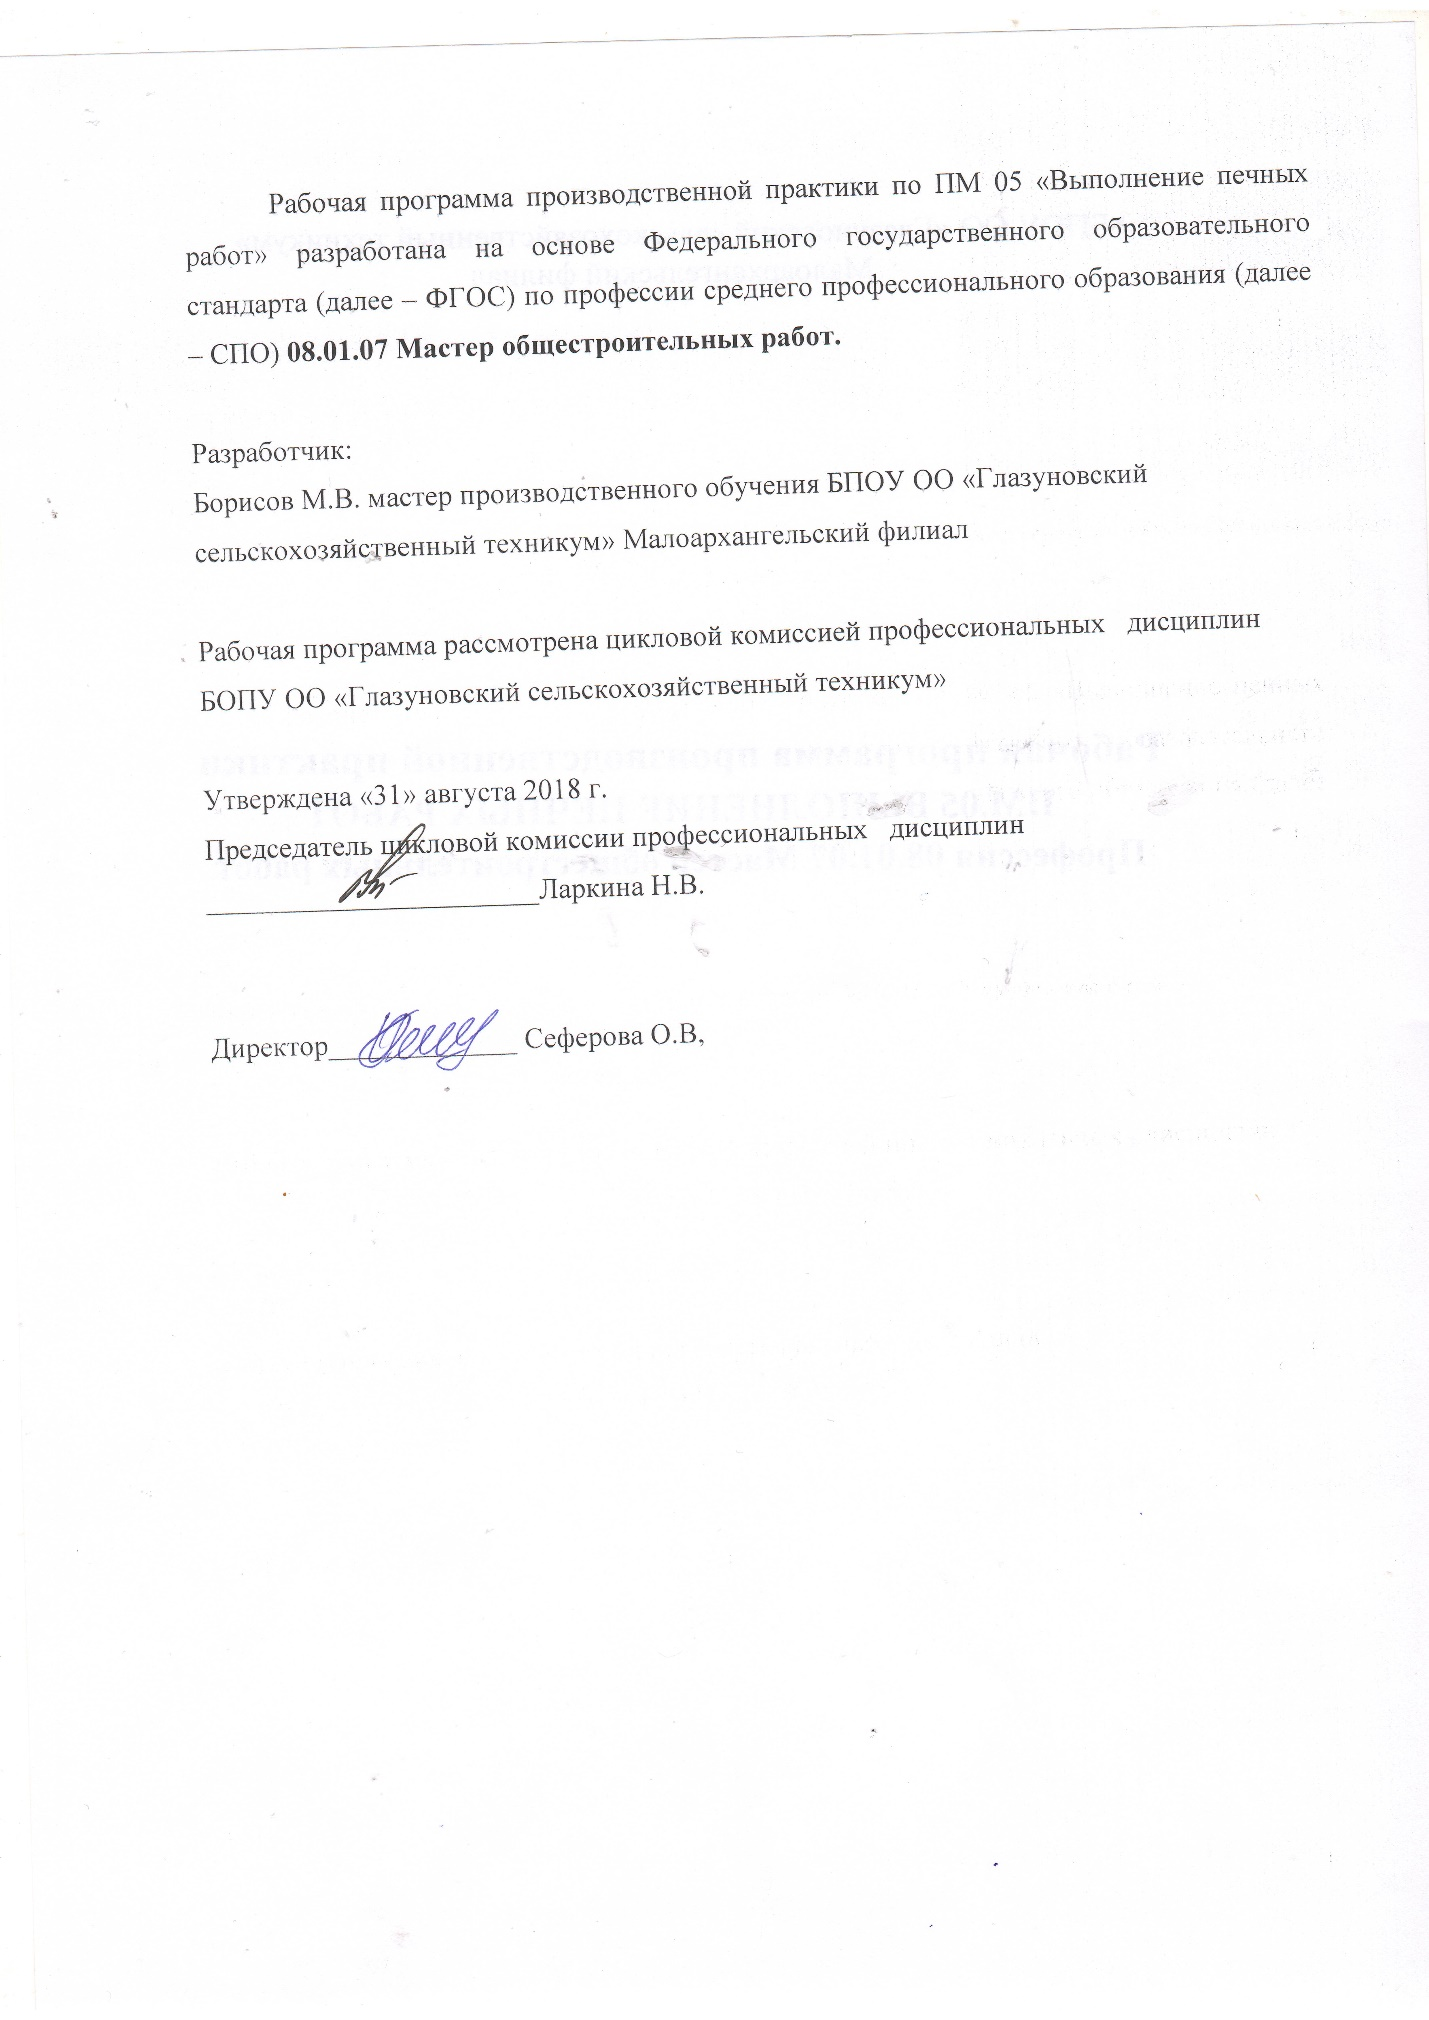 Рабочая программа производственной практики по ПМ 05 «Выполнение печных
работ» разработана на основе Федерального государственного образовательного
стандарта (далее – ФГОС) по профессии среднего профессионального образования (далее
– СПО) 08.01.07 Мастер общестроительных работ.
Разработчик:
Борисов М.В. мастер производственного обучения БПОУ ОО «Глазуновский
сельскохозяйственный техникум» Малоархангельский филиал
Рабочая программа рассмотрена цикловой комиссией профессиональных дисциплин
БОПУ ОО «Глазуновский сельскохозяйственный техникум»
Утверждена «31» августа 2018 г.
Председатель цикловой комиссии профессиональных дисциплин
________________________Ларкина Н.В.
Директор______________ Сеферова О.В,